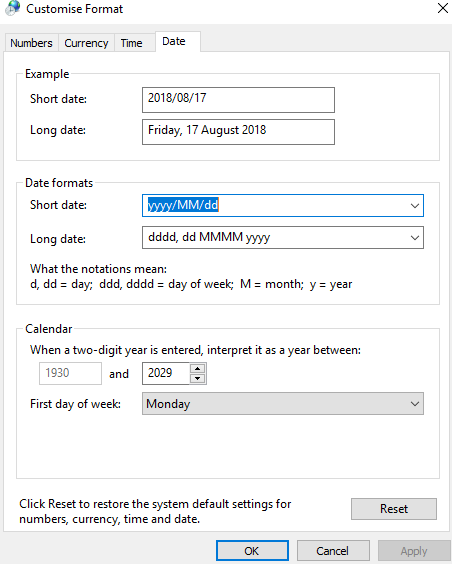 Customise Format
Numbers Currency Time Date
Example
Short date: 2018/08/17
Long date: Friday, 17 August 2018
Date formats
Short date: yyyy/MM/dd
Long date: dddd, dd MMMM yyyy
What the notations mean:
d, dd = day; ddd, dddd = day of week; M = month; y = year
Calendar
When a two-digit year is entered, interpret it as a year between:
1930 and 2029
First day of week: Monday
Click Reset to restore the system default settings for
numbers, currency, time and date.
Reset
OK Cancel Apply